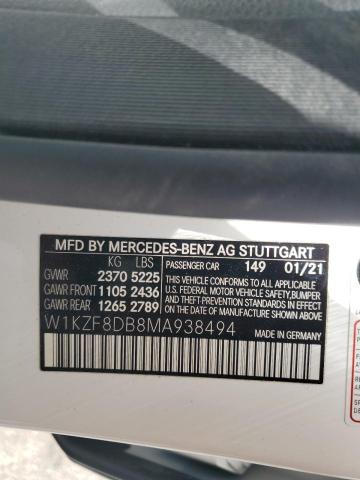 MFD BY MERCEDES-BENZ AG STUTTGART
KG LBS
GVWR 2370 5225
GAWR FRONT 1105 2436
GAWR REAR 1265 2789
PASSENGER CAR 149 01/21
THIS VEHICLE CONFORMS TO ALL APPLICABLE
U.S. FEDERAL MOTOR VEHICLE SAFETY,
BUMPER, AND THEFT PREVENTION
STANDARDS IN EFFECT ON THE DATE
OF MANUFACTURE SHOWN ABOVE.
W1KZF8DB8MA938494
MADE IN GERMANY